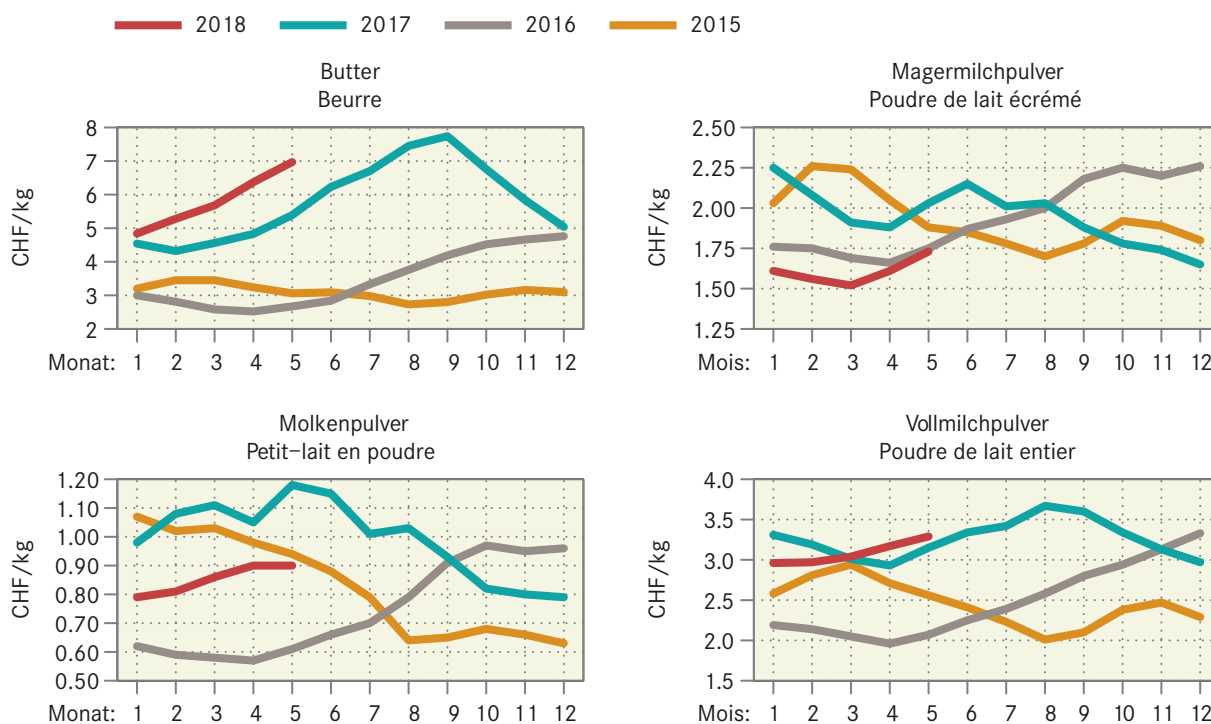 2018 2017 2016 2015
Butter
Beurre
CHF/kg
8
7
6
5
4
3
2
Monat: 1 2 3 4 5 6 7 8 9 10 11 12
Magermilchpulver
Poudre de lait écrémé
CHF/kg
2.50
2.25
2.00
1.75
1.50
1.25
Mois: 1 2 3 4 5 6 7 8 9 10 11 12
Molkenpulver
Petit-lait en poudre
CHF/kg
1.20
1.10
1.00
0.90
0.80
0.70
0.60
0.50
Monat: 1 2 3 4 5 6 7 8 9 10 11 12
Vollmilchpulver
Poudre de lait entier
CHF/kg
4.0
3.5
3.0
2.5
2.0
1.5
Mois: 1 2 3 4 5 6 7 8 9 10 11 12